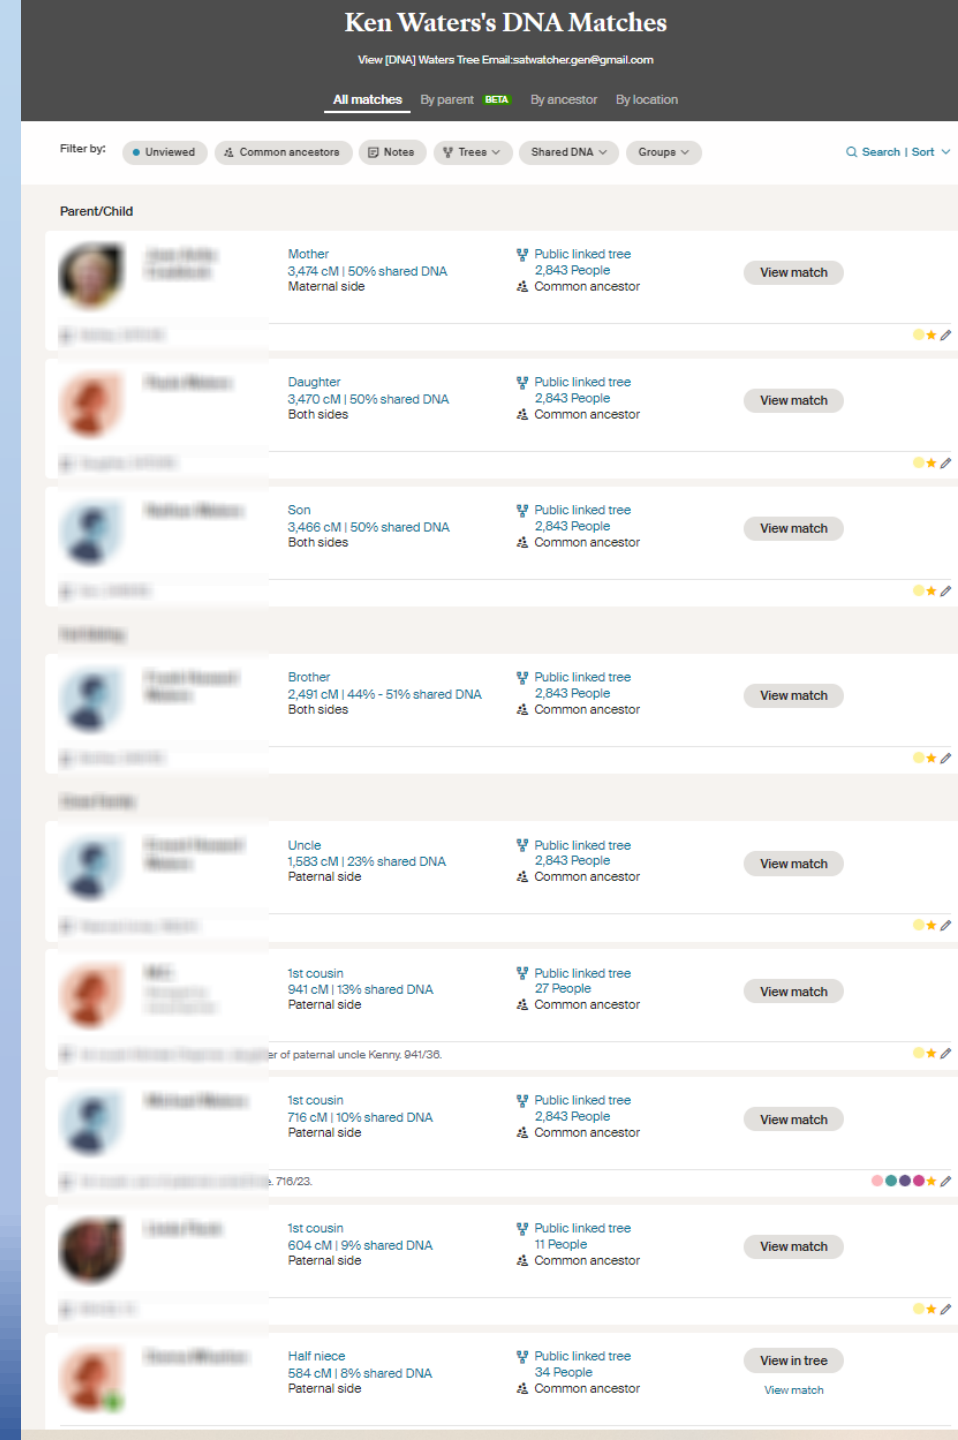 Ken Waters's DNA Matches
View [DNA] Waters Tree Email:satwatcher.gen@gmail.com
All matches By parent BETA By ancestor By location
Filter by: Unviewed Common ancestors Notes Trees Shared DNA Groups Search | Sort
Parent/Child
Mother
3,474 cM | 50% shared DNA
Maternal side
Public linked tree
2,843 People
Common ancestor
View match
Daughter
3,470 cM | 50% shared DNA
Both sides
Public linked tree
2,843 People
Common ancestor
View match
Son
3,466 cM | 50% shared DNA
Both sides
Public linked tree
2,843 People
Common ancestor
View match
Brother
2,491 cM | 44% - 51% shared DNA
Both sides
Public linked tree
2,843 People
Common ancestor
View match
Uncle
1,583 cM | 23% shared DNA
Paternal side
Public linked tree
2,843 People
Common ancestor
View match
1st cousin
941 cM | 13% shared DNA
Paternal side
Public linked tree
27 People
Common ancestor
View match
er of paternal uncle Kenny. 941/36.
1st cousin
716 cM | 10% shared DNA
Paternal side
Public linked tree
2,843 People
Common ancestor
View match
716/23.
1st cousin
604 cM | 9% shared DNA
Paternal side
Public linked tree
11 People
Common ancestor
View match
Half niece
584 cM | 8% shared DNA
Paternal side
Public linked tree
34 People
Common ancestor
View in tree
View match